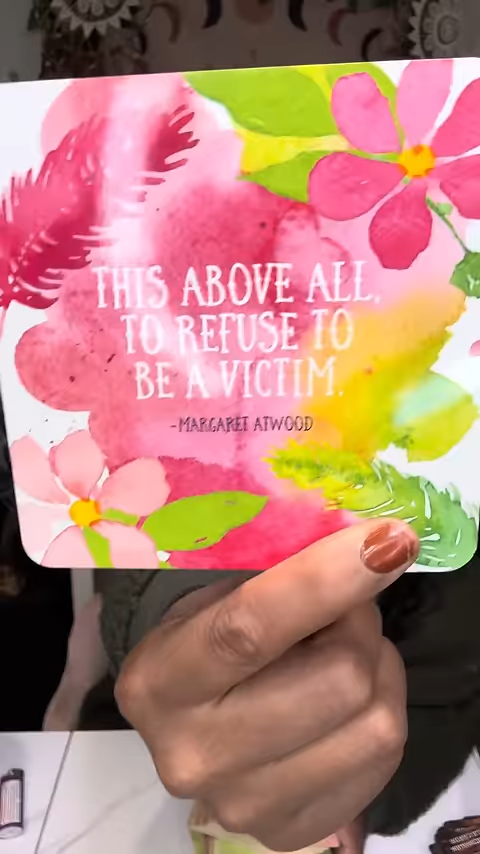 THIS ABOVE ALL,
TO REFUSE TO
BE A VICTIM.
-MARGARET ATWOOD